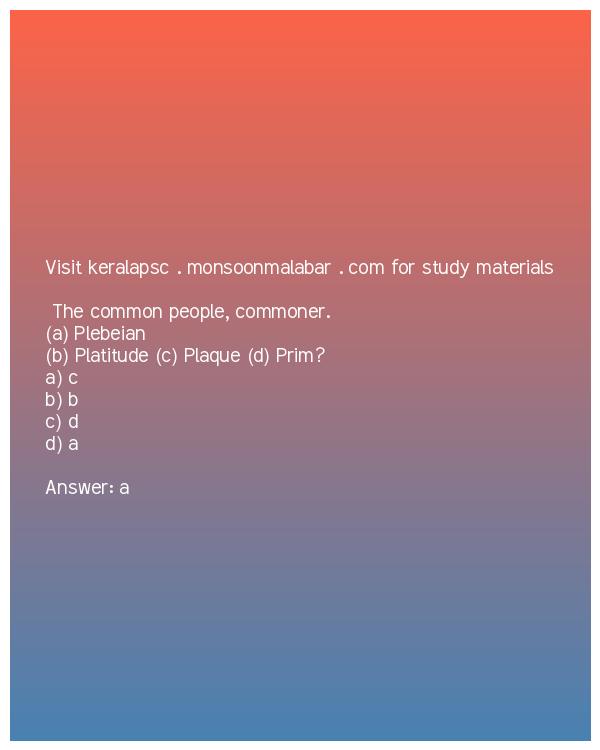 Visit keralapsc . monsoonmalabar . com for study materials
The common people, commoner.
(a) Plebeian
(b) Platitude (c) Plaque (d) Prim?
a) c
b) b
c) d
d) a
Answer: a